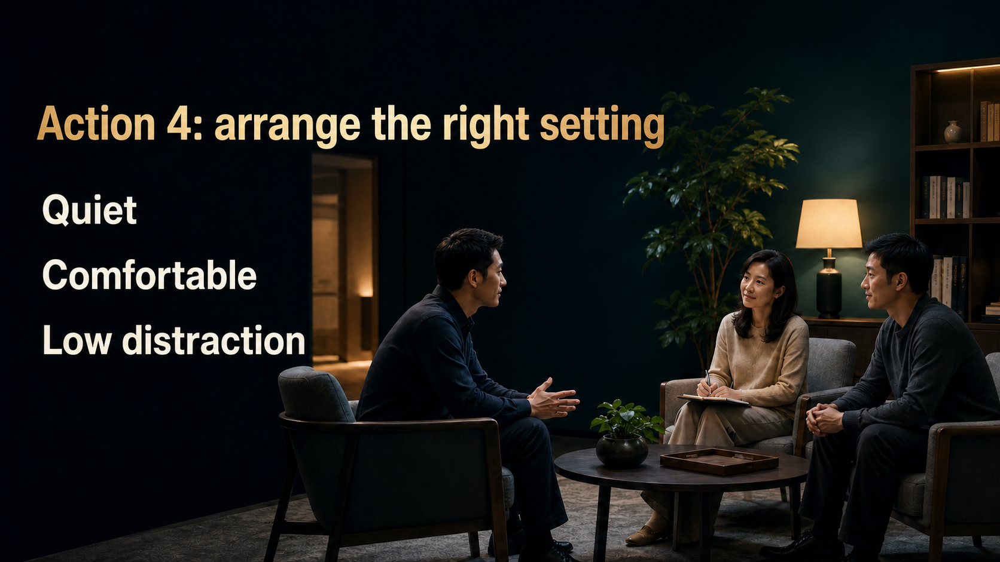 Action 4: arrange the right setting
Quiet
Comfortable
Low distraction